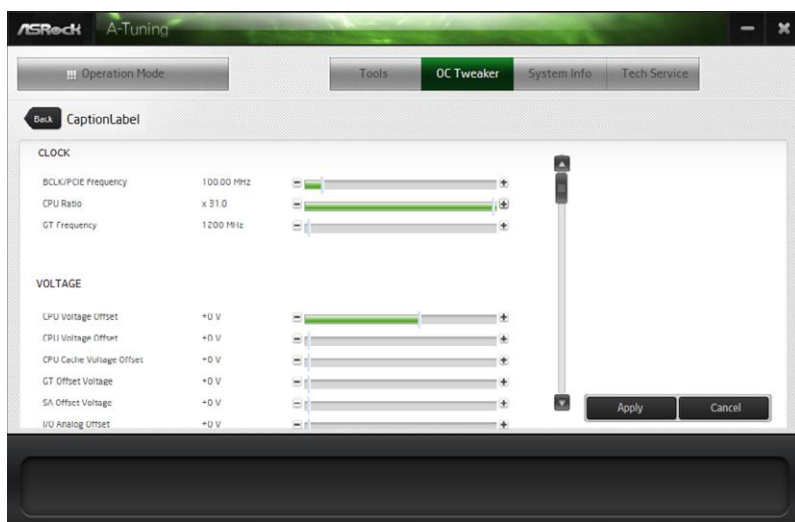 ASRock A-Tuning
Operation Mode
Tools OC Tweaker System Info Tech Service
Back CaptionLabel
CLOCK
BCLK/PCIE Frequency 100.00 MHz
CPU Ratio x 31.0
GT Frequency 1200 MHz
VOLTAGE
CPU Voltage Offset +0 V
CPU Voltage Offset +0 V
CPU Cache Voltage Offset +0 V
GT Offset Voltage +0 V
SA Offset Voltage +0 V
I/O Analog Offset +0 V
Apply Cancel